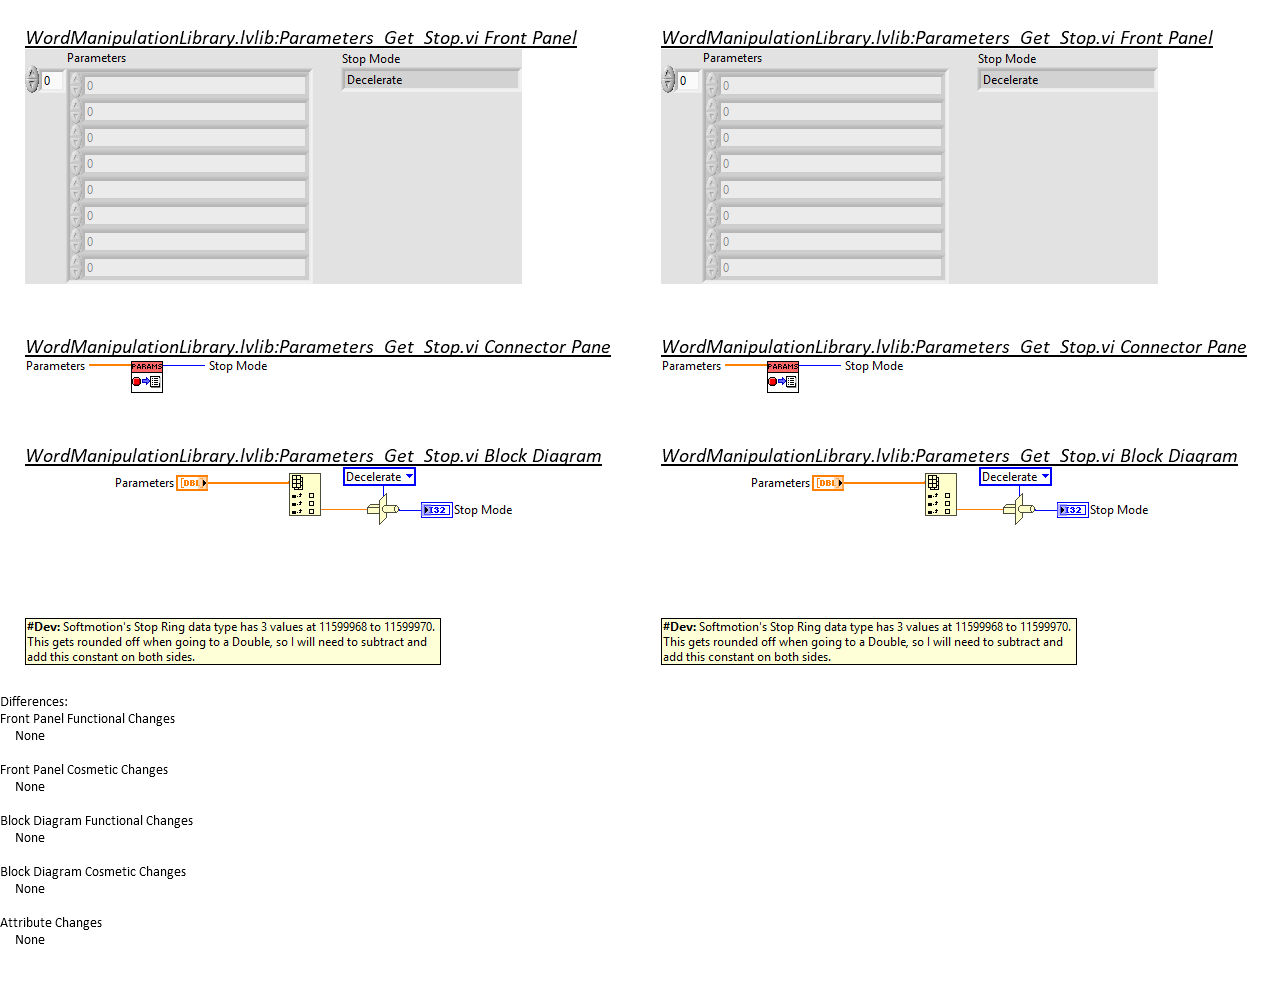 WordManipulationLibrary.lvlib:Parameters_Get_Stop.vi Front Panel
Parameters
Stop Mode
0
Decelerate
0
0
0
0
0
0
0
0
WordManipulationLibrary.lvlib:Parameters_Get_Stop.vi Connector Pane
Parameters
PARAMS
Stop Mode
WordManipulationLibrary.lvlib:Parameters_Get_Stop.vi Block Diagram
Decelerate
Parameters
DBL
I32
Stop Mode
#Dev: Softmotion's Stop Ring data type has 3 values at 11599968 to 11599970.
This gets rounded off when going to a Double, so I will need to subtract and
add this constant on both sides.
WordManipulationLibrary.lvlib:Parameters_Get_Stop.vi Front Panel
Parameters
Stop Mode
0
Decelerate
0
0
0
0
0
0
0
0
WordManipulationLibrary.lvlib:Parameters_Get_Stop.vi Connector Pane
Parameters
PARAMS
Stop Mode
WordManipulationLibrary.lvlib:Parameters_Get_Stop.vi Block Diagram
Decelerate
Parameters
DBL
I32
Stop Mode
#Dev: Softmotion's Stop Ring data type has 3 values at 11599968 to 11599970.
This gets rounded off when going to a Double, so I will need to subtract and
add this constant on both sides.
Differences:
Front Panel Functional Changes
None
Front Panel Cosmetic Changes
None
Block Diagram Functional Changes
None
Block Diagram Cosmetic Changes
None
Attribute Changes
None